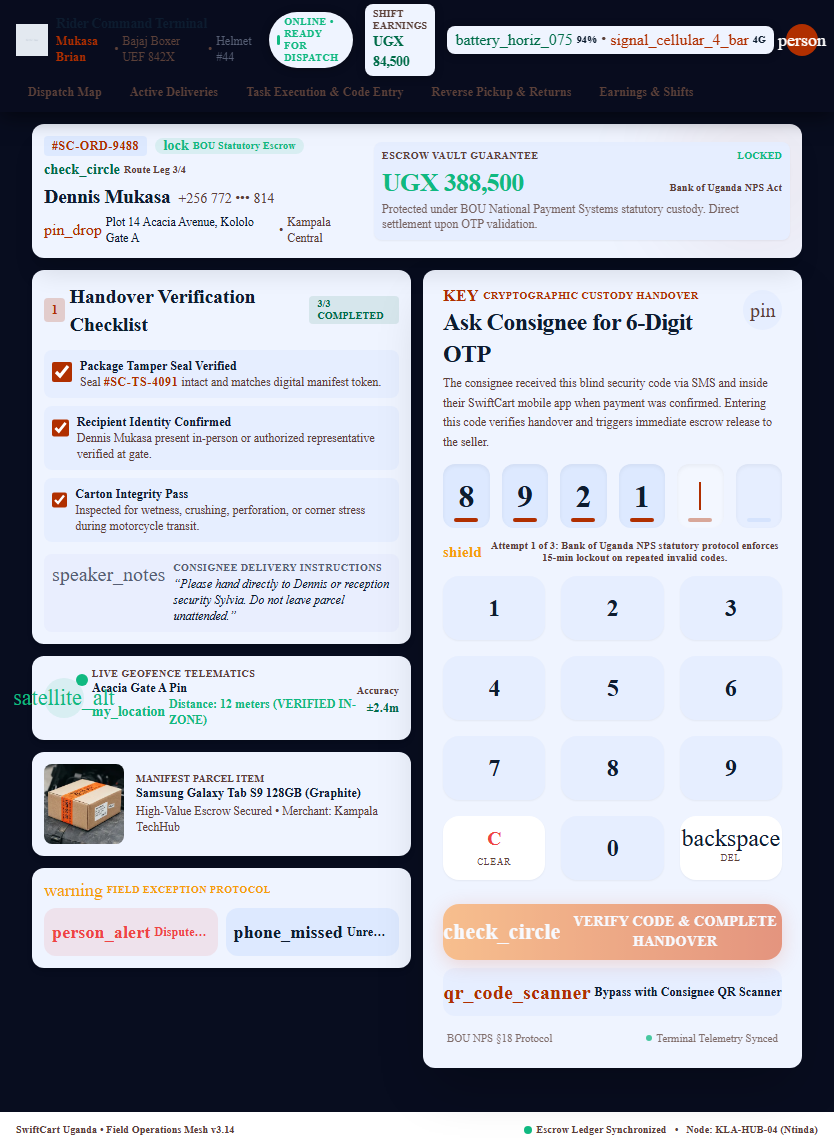 Rider Command Terminal
Mukasa Brian • Bajaj Boxer UEF 842X • Helmet #44
ONLINE • READY FOR DISPATCH
SHIFT EARNINGS
UGX 84,500
battery_horiz_075 94% • signal_cellular_4_bar 4G
person
Dispatch Map
Active Deliveries
Task Execution & Code Entry
Reverse Pickup & Returns
Earnings & Shifts
#SC-ORD-9488
lock BOU Statutory Escrow
check_circle Route Leg 3/4
Dennis Mukasa +256 772 ••• 814
pin_drop Plot 14 Acacia Avenue, Kololo Gate A • Kampala Central
ESCROW VAULT GUARANTEE
LOCKED
UGX 388,500
Bank of Uganda NPS Act
Protected under BOU National Payment Systems statutory custody. Direct
settlement upon OTP validation.
1
Handover Verification
Checklist
3/3
COMPLETED
Package Tamper Seal Verified
Seal #SC-TS-4091 intact and matches digital manifest token.
Recipient Identity Confirmed
Dennis Mukasa present in-person or authorized representative
verified at gate.
Carton Integrity Pass
Inspected for wetness, crushing, perforation, or corner stress
during motorcycle transit.
speaker_notes
CONSIGNEE DELIVERY INSTRUCTIONS
“Please hand directly to Dennis or reception
security Sylvia. Do not leave parcel
unattended.”
satellite_alt
LIVE GEOFENCE TELEMATICS
Acacia Gate A Pin
my_location Distance: 12 meters (VERIFIED IN-
ZONE)
Accuracy
±2.4m
MANIFEST PARCEL ITEM
Samsung Galaxy Tab S9 128GB (Graphite)
High-Value Escrow Secured • Merchant: Kampala
TechHub
warning FIELD EXCEPTION PROTOCOL
person_alert Dispute…
phone_missed Unre…
KEY CRYPTOGRAPHIC CUSTODY HANDOVER
Ask Consignee for 6-Digit
OTP
pin
The consignee received this blind security code via SMS and inside
their SwiftCart mobile app when payment was confirmed. Entering
this code verifies handover and triggers immediate escrow release to
the seller.
8 9 2 1
shield
Attempt 1 of 3: Bank of Uganda NPS statutory protocol enforces
15-min lockout on repeated invalid codes.
1 2 3
4 5 6
7 8 9
C 0 backspace
CLEAR DEL
check_circle VERIFY CODE & COMPLETE
HANDOVER
qr_code_scanner Bypass with Consignee QR Scanner
BOU NPS §18 Protocol
Terminal Telemetry Synced
SwiftCart Uganda • Field Operations Mesh v3.14
Escrow Ledger Synchronized • Node: KLA-HUB-04 (Ntinda)